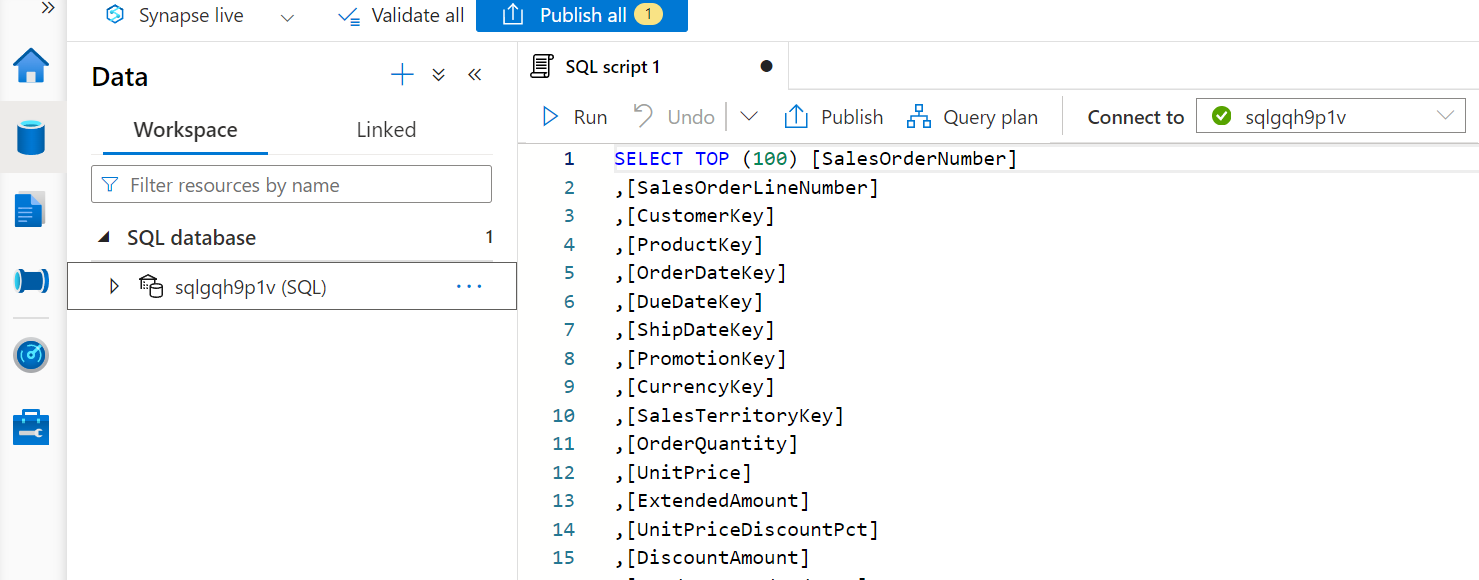 Synapse live
Validate all
Publish all 1
Data
Workspace
Linked
Filter resources by name
SQL database 1
sqlgqh9p1v (SQL)
SQL script 1
Run
Undo
Publish
Query plan
Connect to
sqlgqh9p1v
1 SELECT TOP (100) [SalesOrderNumber]
2 ,[SalesOrderLineNumber]
3 ,[CustomerKey]
4 ,[ProductKey]
5 ,[OrderDateKey]
6 ,[DueDateKey]
7 ,[ShipDateKey]
8 ,[PromotionKey]
9 ,[CurrencyKey]
10 ,[SalesTerritoryKey]
11 ,[OrderQuantity]
12 ,[UnitPrice]
13 ,[ExtendedAmount]
14 ,[UnitPriceDiscountPct]
15 ,[DiscountAmount]